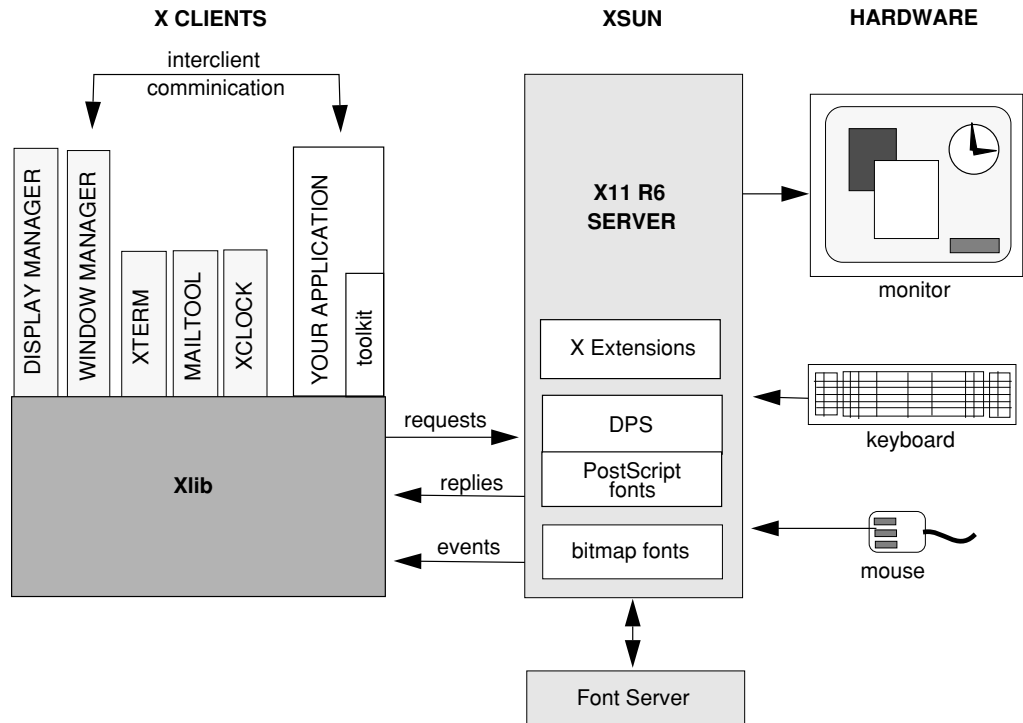 X CLIENTS
XSUN
HARDWARE
interclient
comminication
DISPLAY MANAGER
WINDOW MANAGER
XTERM
MAILTOOL
XCLOCK
YOUR APPLICATION
toolkit
Xlib
requests
replies
events
X11 R6
SERVER
X Extensions
DPS
PostScript
fonts
bitmap fonts
Font Server
monitor
keyboard
mouse